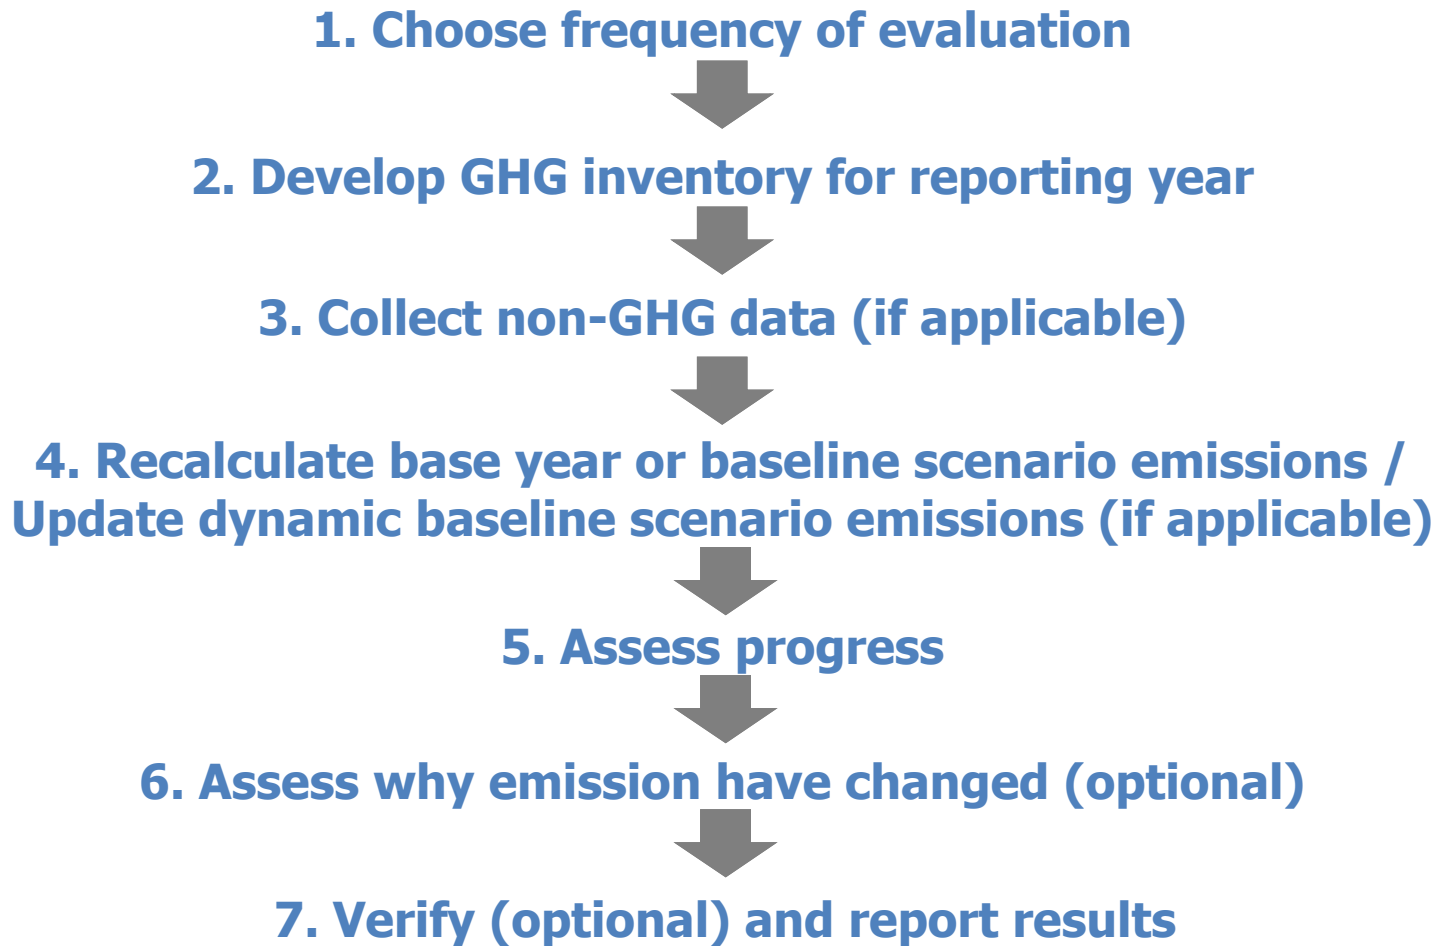 1. Choose frequency of evaluation
2. Develop GHG inventory for reporting year
3. Collect non-GHG data (if applicable)
4. Recalculate base year or baseline scenario emissions /
Update dynamic baseline scenario emissions (if applicable)
5. Assess progress
6. Assess why emission have changed (optional)
7. Verify (optional) and report results